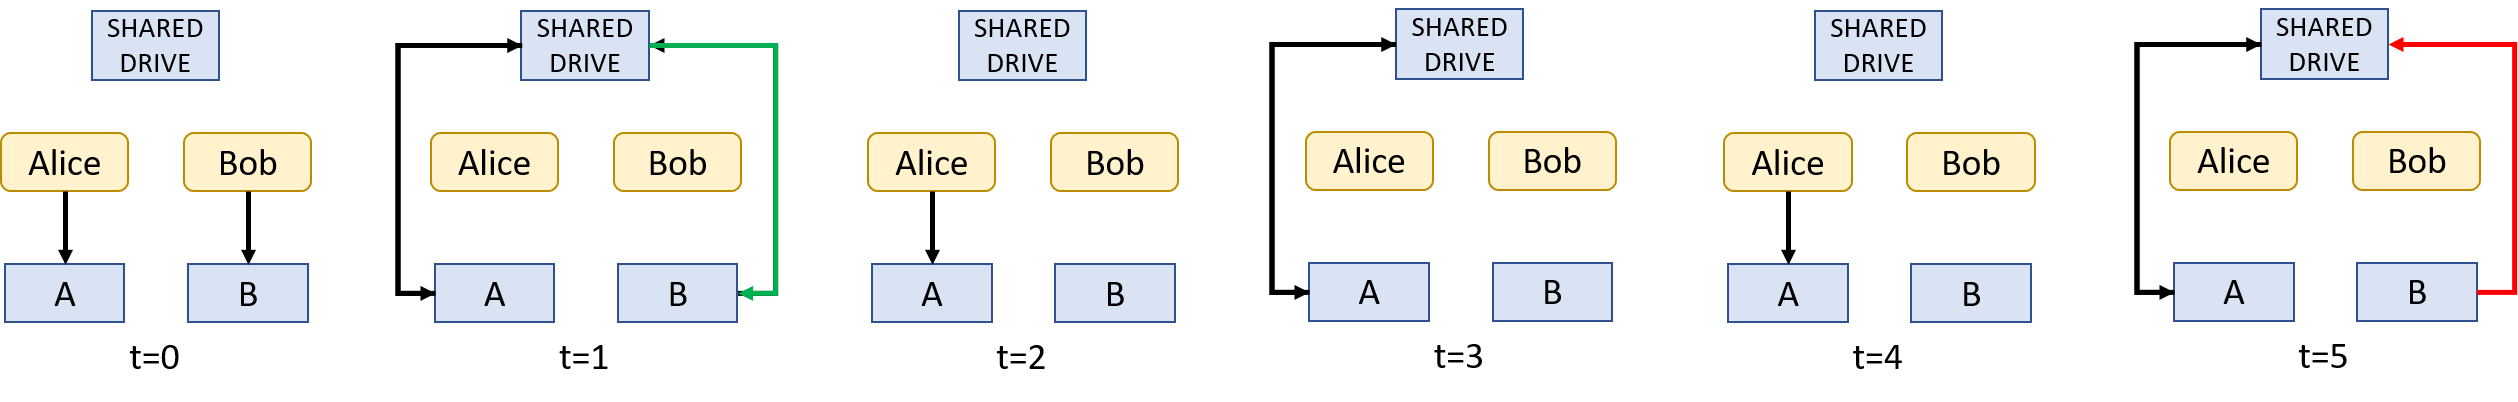 SHARED
DRIVE
Alice
Bob
A
B
t=0
SHARED
DRIVE
Alice
Bob
A
B
t=1
SHARED
DRIVE
Alice
Bob
A
B
t=2
SHARED
DRIVE
Alice
Bob
A
B
t=3
SHARED
DRIVE
Alice
Bob
A
B
t=4
SHARED
DRIVE
Alice
Bob
A
B
t=5